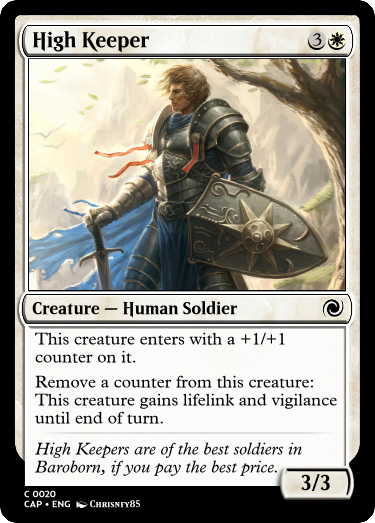 High Keeper 3
Creature — Human Soldier
This creature enters with a +1/+1
counter on it.
Remove a counter from this creature:
This creature gains lifelink and vigilance
until end of turn.
High Keepers are of the best soldiers in
Baroborn, if you pay the best price.
3/3
C 0020
CAP • ENG Chrisnfy85